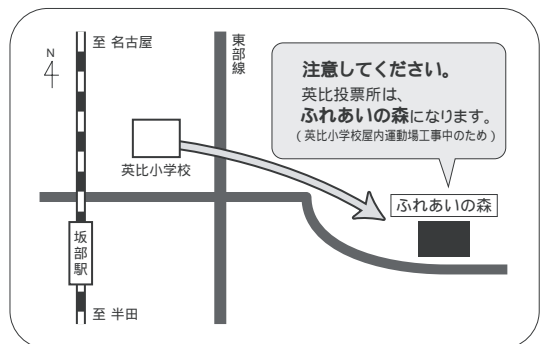 N
至 名古屋
東部線
注意してください。
英比投票所は、
ふれあいの森になります。
(英比小学校屋内運動場工事中のため)
英比小学校
ふれあいの森
坂部駅
至 半田